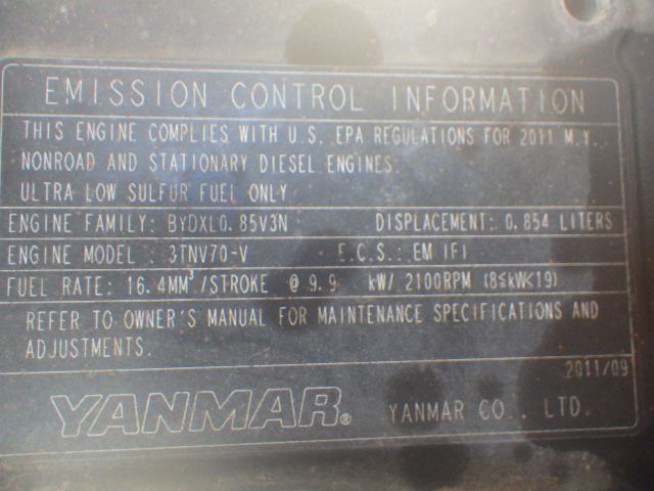 EMISSION CONTROL INFORMATION
THIS ENGINE COMPLIES WITH U.S. EPA REGULATIONS FOR 2011 M.Y.
NONROAD AND STATIONARY DIESEL ENGINES.
ULTRA LOW SULFUR FUEL ONLY
ENGINE FAMILY: BYDXL0.85V3N DISPLACEMENT: 0.854 LITERS
ENGINE MODEL : 3TNV70-V E.C.S.: EM IFI
FUEL RATE: 16.4MM³/STROKE @ 9.9 kW/ 2100RPM (8≤kW<19)
REFER TO OWNER'S MANUAL FOR MAINTENANCE SPECIFICATIONS AND
ADJUSTMENTS.
2011/09
YANMAR® YANMAR CO., LTD.